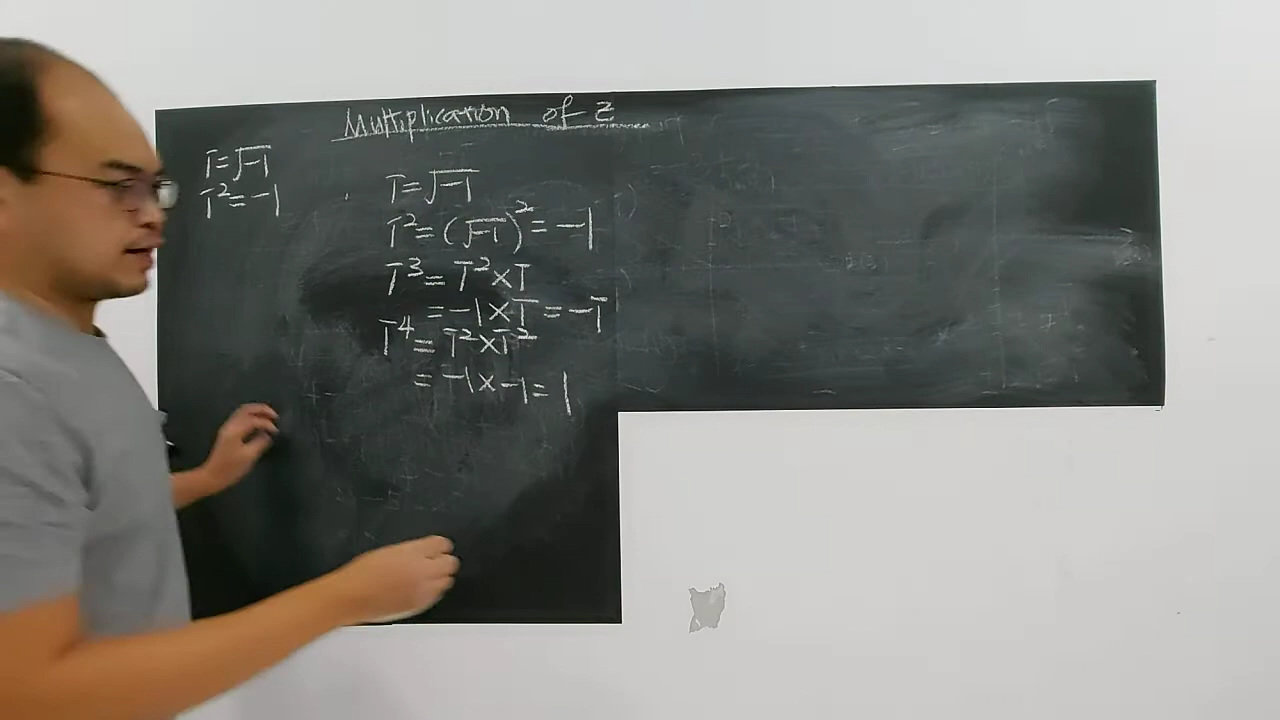 Multiplication of z
i=√-1
i²=-1
i=√-1
i²=(√-1)²=-1
i³=i²×i
=-1×i=-i
i⁴=i²×i²
=-1×-1=1